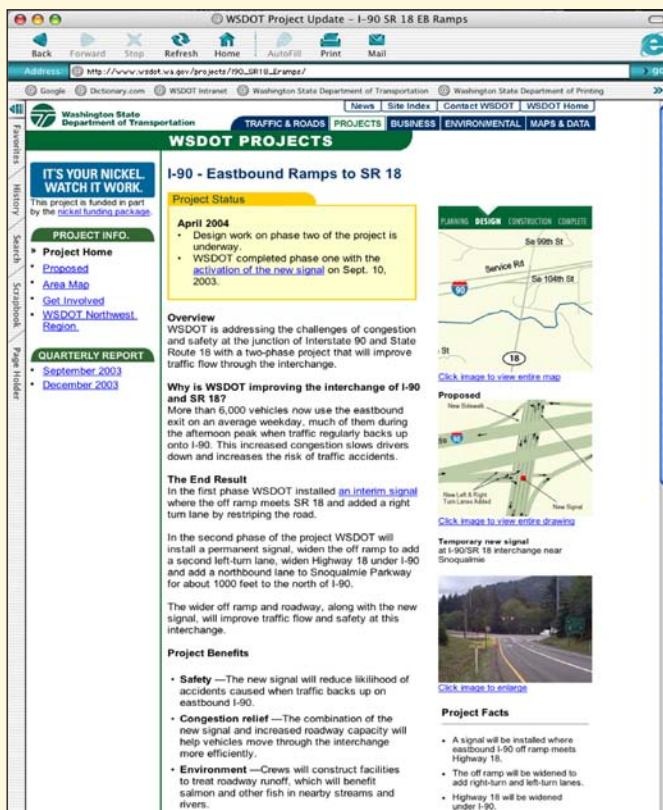 WSDOT Project Update – I-90 SR 18 EB Ramps
Back Forward Stop Refresh Home AutoFill Print Mail
Address: http://www.wsdot.wa.gov/projects/I90_SR18_Eramps/
Google Dictionary.com WSDOT Intranet Washington State Department of Transportation Washington State Department of Printing
News Site Index Contact WSDOT WSDOT Home
Washington State
Department of Transportation
TRAFFIC & ROADS PROJECTS BUSINESS ENVIRONMENTAL MAPS & DATA
WSDOT PROJECTS
Favorites
History
Search
Scrapbook
Page Holder
IT'S YOUR NICKEL.
WATCH IT WORK.
This project is funded in part
by the nickel funding package.
PROJECT INFO.
» Project Home
• Proposed
• Area Map
• Get Involved
• WSDOT Northwest
Region
QUARTERLY REPORT
• September 2003
• December 2003
I-90 - Eastbound Ramps to SR 18
Project Status
April 2004
• Design work on phase two of the project is
underway.
• WSDOT completed phase one with the
activation of the new signal on Sept. 10,
2003.
Overview
WSDOT is addressing the challenges of congestion
and safety at the junction of Interstate 90 and State
Route 18 with a two-phase project that will improve
traffic flow through the interchange.
Why is WSDOT improving the interchange of I-90
and SR 18?
More than 6,000 vehicles now use the eastbound
exit on an average weekday, much of them during
the afternoon peak when traffic regularly backs up
onto I-90. This increased congestion slows drivers
down and increases the risk of traffic accidents.
The End Result
In the first phase WSDOT installed an interim signal
where the off ramp meets SR 18 and added a right
turn lane by restriping the road.
In the second phase of the project WSDOT will
install a permanent signal, widen the off ramp to add
a second left-turn lane, widen Highway 18 under I-90
and add a northbound lane to Snoqualmie Parkway
for about 1000 feet to the north of I-90.
The wider off ramp and roadway, along with the new
signal, will improve traffic flow and safety at this
interchange.
Project Benefits
• Safety —The new signal will reduce liklihood of
accidents caused when traffic backs up on
eastbound I-90.
• Congestion relief —The combination of the
new signal and increased roadway capacity will
help vehicles move through the interchange
more efficiently.
• Environment —Crews will construct facilities
to treat roadway runoff, which will benefit
salmon and other fish in nearby streams and
rivers.
PLANNING DESIGN CONSTRUCTION COMPLETE
Se 99th St
Service Rd
Se 104th St
90
St
18
Click image to view entire map
Proposed
New Sidewalk
90
New Left & Right
Turn Lanes Added
New Signal
Click image to view entire drawing
Temporary new signal
at I-90/SR 18 interchange near
Snoqualmie
Click image to enlarge
Project Facts
• A signal will be installed where
eastbound I-90 off ramp meets
Highway 18.
• The off ramp will be widened to
add right-turn and left-turn lanes.
• Highway 18 will be widened
under I-90.